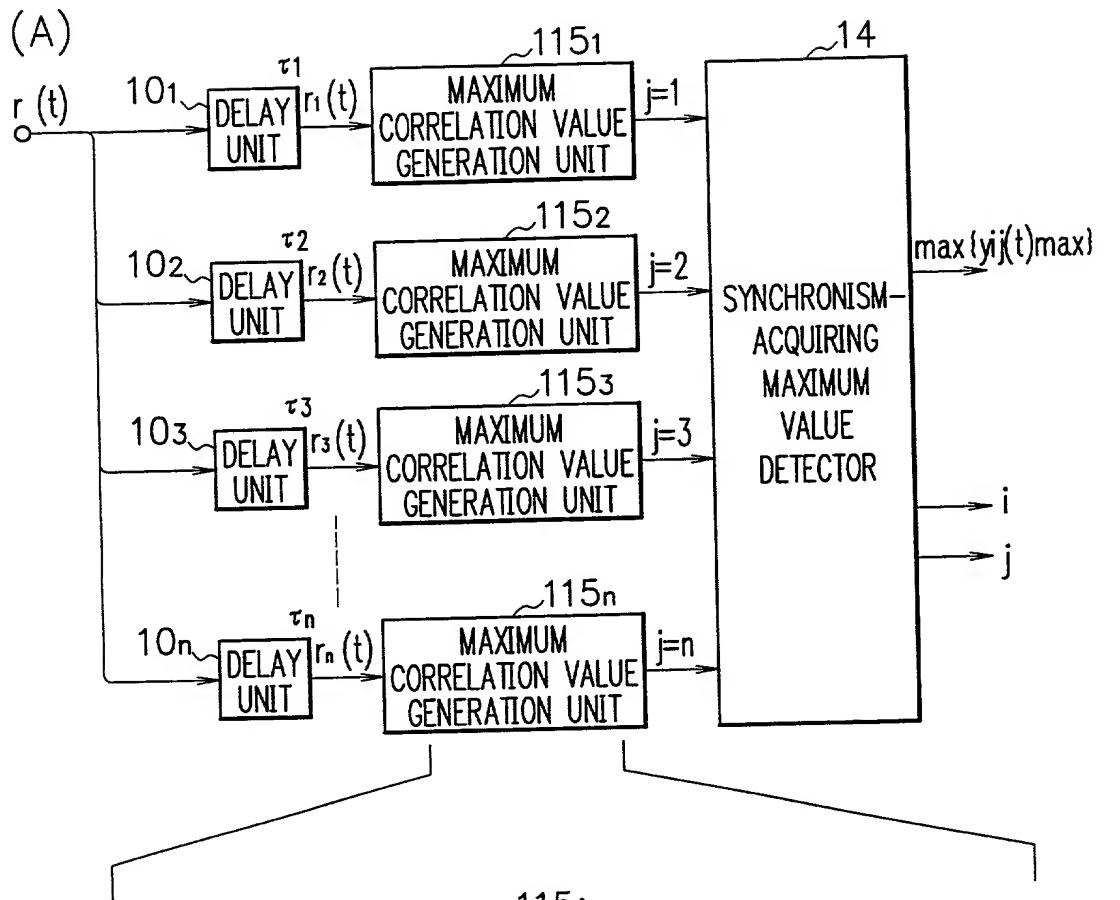 (A)
r (t)
10₁
τ1
DELAY
UNIT
r₁(t)
115₁
MAXIMUM
CORRELATION VALUE
GENERATION UNIT
j=1
10₂
τ2
DELAY
UNIT
r₂(t)
115₂
MAXIMUM
CORRELATION VALUE
GENERATION UNIT
j=2
10₃
τ3
DELAY
UNIT
r₃(t)
115₃
MAXIMUM
CORRELATION VALUE
GENERATION UNIT
j=3
10n
τn
DELAY
UNIT
rₙ(t)
115n
MAXIMUM
CORRELATION VALUE
GENERATION UNIT
j=n
14
SYNCHRONISM-
ACQUIRING
MAXIMUM
VALUE
DETECTOR
max{yij(t)max}
i
j